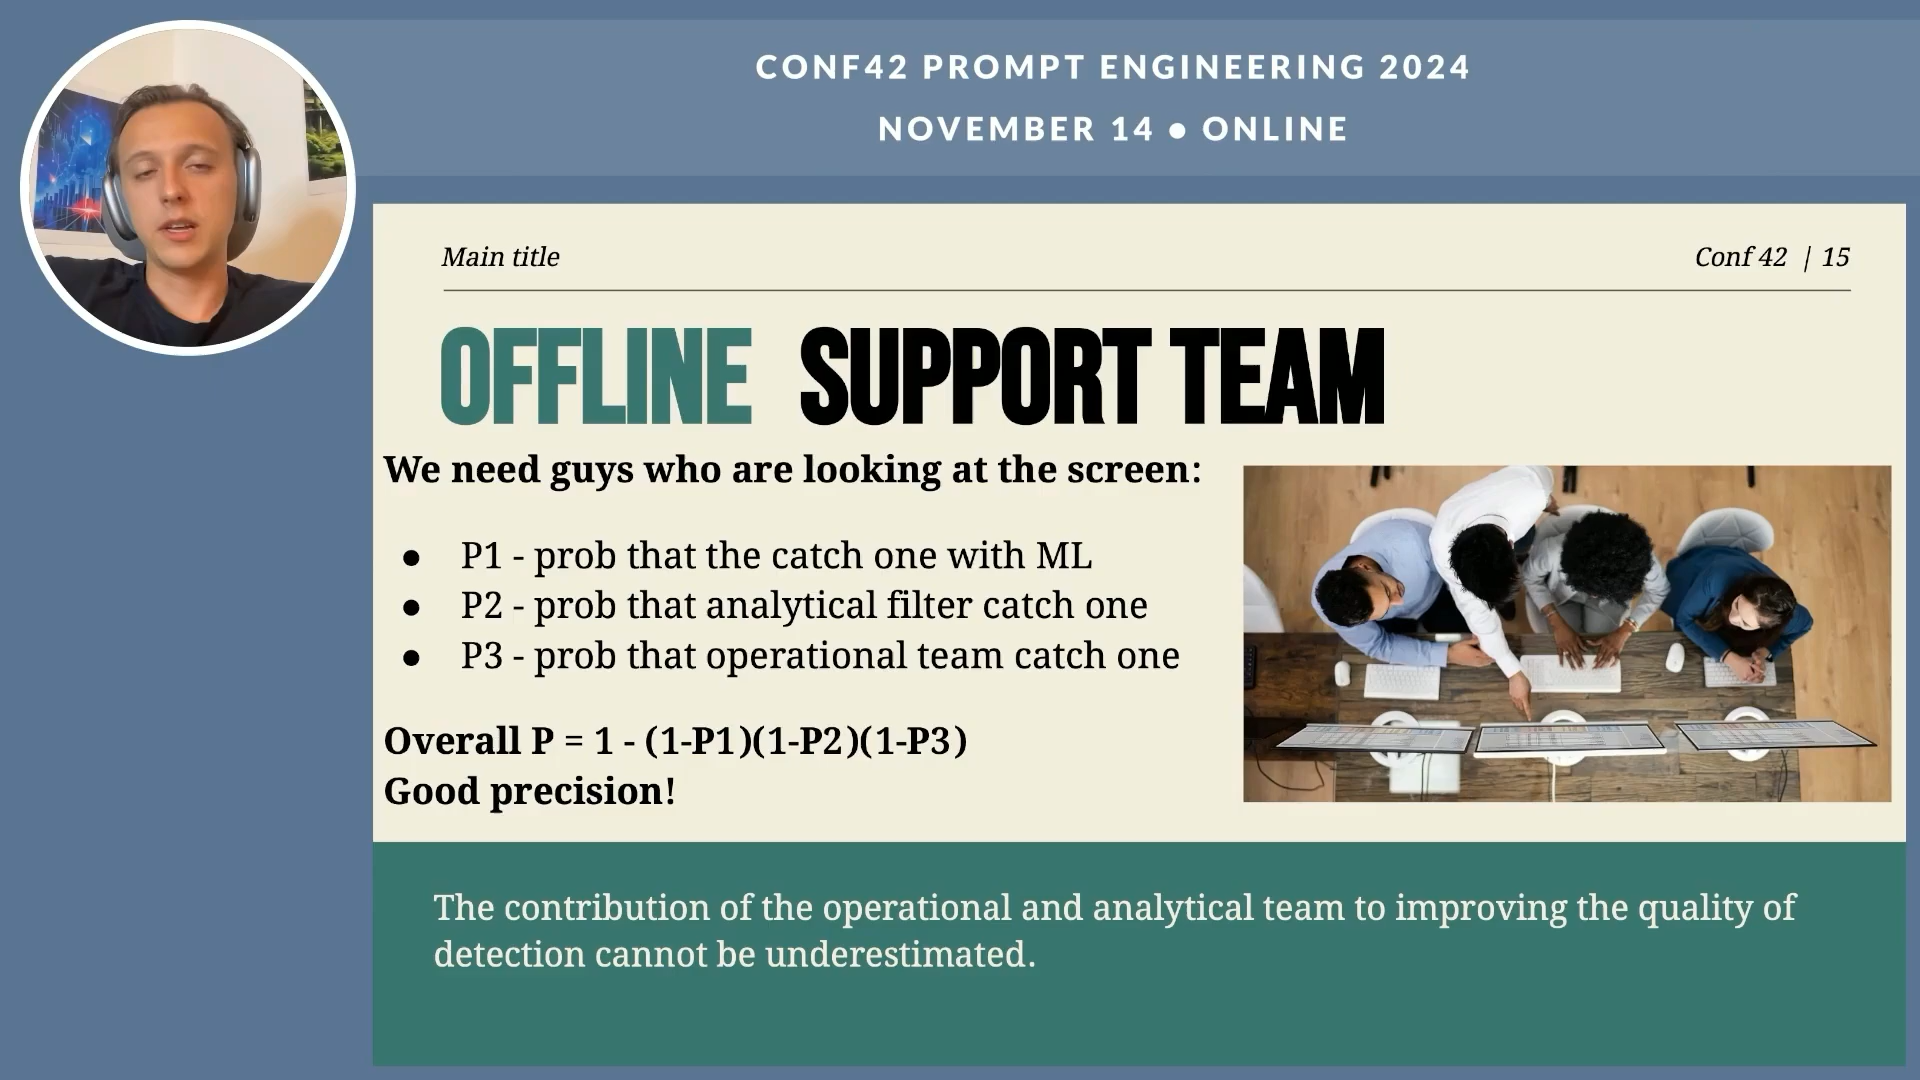 CONF42 PROMPT ENGINEERING 2024
NOVEMBER 14 ● ONLINE
Main title
Conf 42 | 15
OFFLINE SUPPORT TEAM
We need guys who are looking at the screen:
● P1 - prob that the catch one with ML
● P2 - prob that analytical filter catch one
● P3 - prob that operational team catch one
Overall P = 1 - (1-P1)(1-P2)(1-P3)
Good precision!
The contribution of the operational and analytical team to improving the quality of
detection cannot be underestimated.